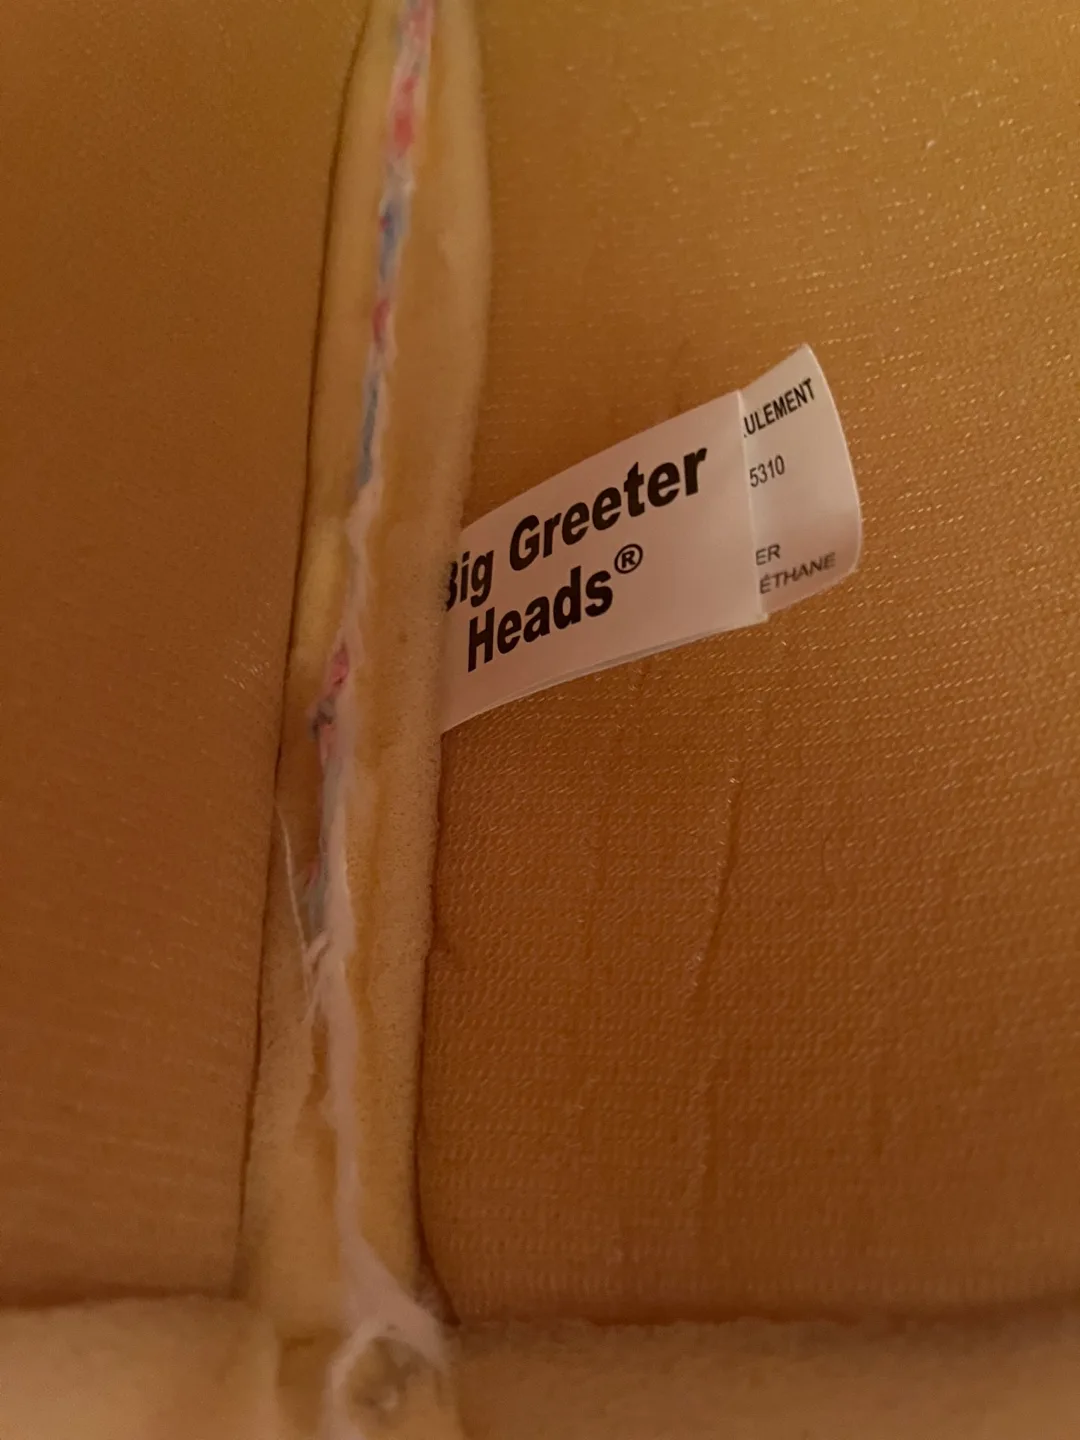 Big Greeter
Heads®
ULEMENT
5310
ER
ÉTHANE